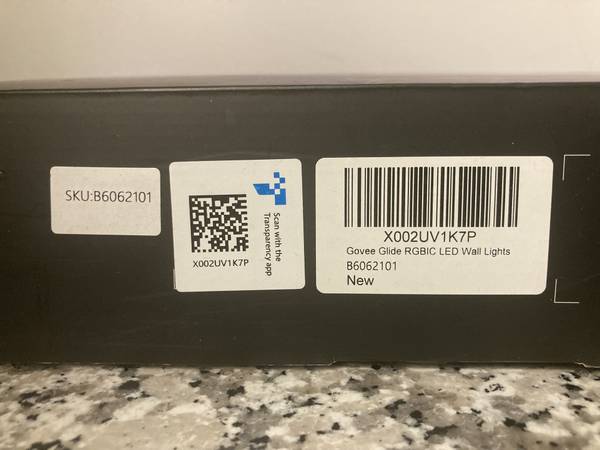 SKU:B6062101
Scan with the
Transparency app
X002UV1K7P
X002UV1K7P
Govee Glide RGBIC LED Wall Lights
B6062101
New